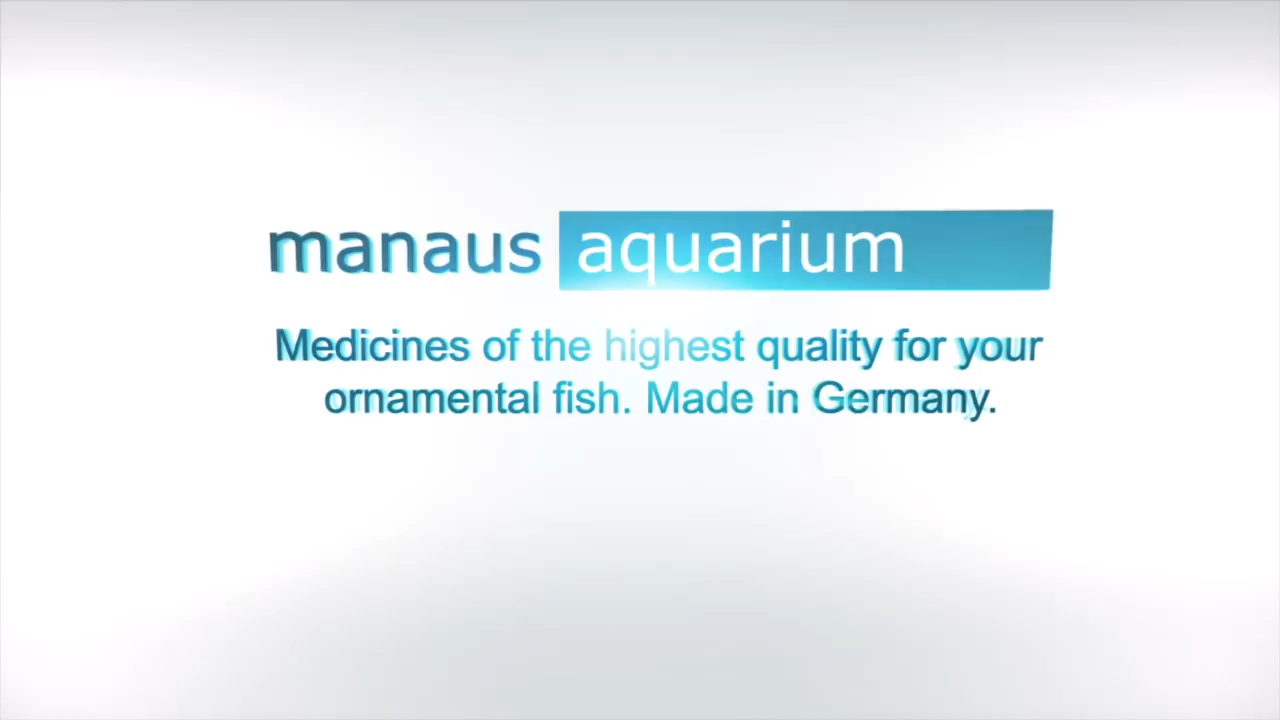 manaus aquarium
Medicines of the highest quality for your
ornamental fish. Made in Germany.